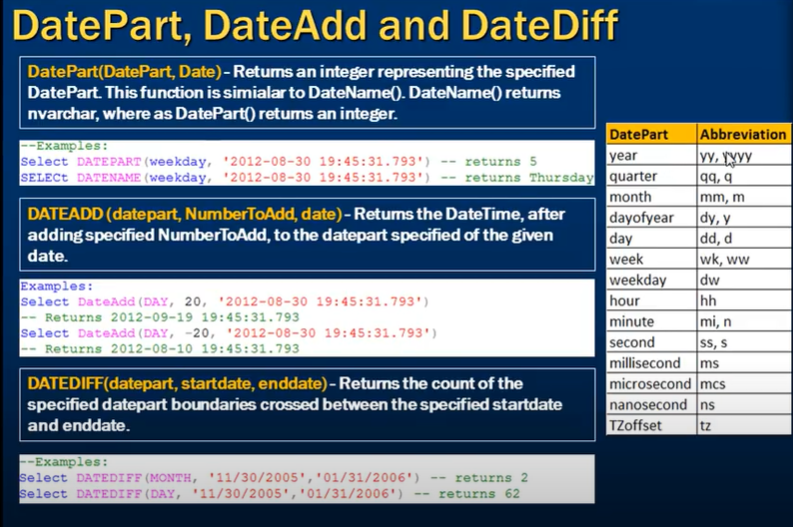 DatePart, DateAdd and DateDiff
DatePart(DatePart, Date) - Returns an integer representing the specified
DatePart. This function is simialar to DateName(). DateName() returns
nvarchar, where as DatePart() returns an integer.
--Examples:
Select DATEPART(weekday, '2012-08-30 19:45:31.793') -- returns 5
SELECt DATENAME(weekday, '2012-08-30 19:45:31.793') -- returns Thursday
DATEADD (datepart, NumberToAdd, date) - Returns the DateTime, after
adding specified NumberToAdd, to the datepart specified of the given
date.
Examples:
Select DateAdd(DAY, 20, '2012-08-30 19:45:31.793')
-- Returns 2012-09-19 19:45:31.793
Select DateAdd(DAY, -20, '2012-08-30 19:45:31.793')
-- Returns 2012-08-10 19:45:31.793
DATEDIFF(datepart, startdate, enddate) - Returns the count of the
specified datepart boundaries crossed between the specified startdate
and enddate.
--Examples:
Select DATEDIFF(MONTH, '11/30/2005','01/31/2006') -- returns 2
Select DATEDIFF(DAY, '11/30/2005','01/31/2006') -- returns 62
DatePart Abbreviation
year yy, yyyy
quarter qq, q
month mm, m
dayofyear dy, y
day dd, d
week wk, ww
weekday dw
hour hh
minute mi, n
second ss, s
millisecond ms
microsecond mcs
nanosecond ns
TZoffset tz